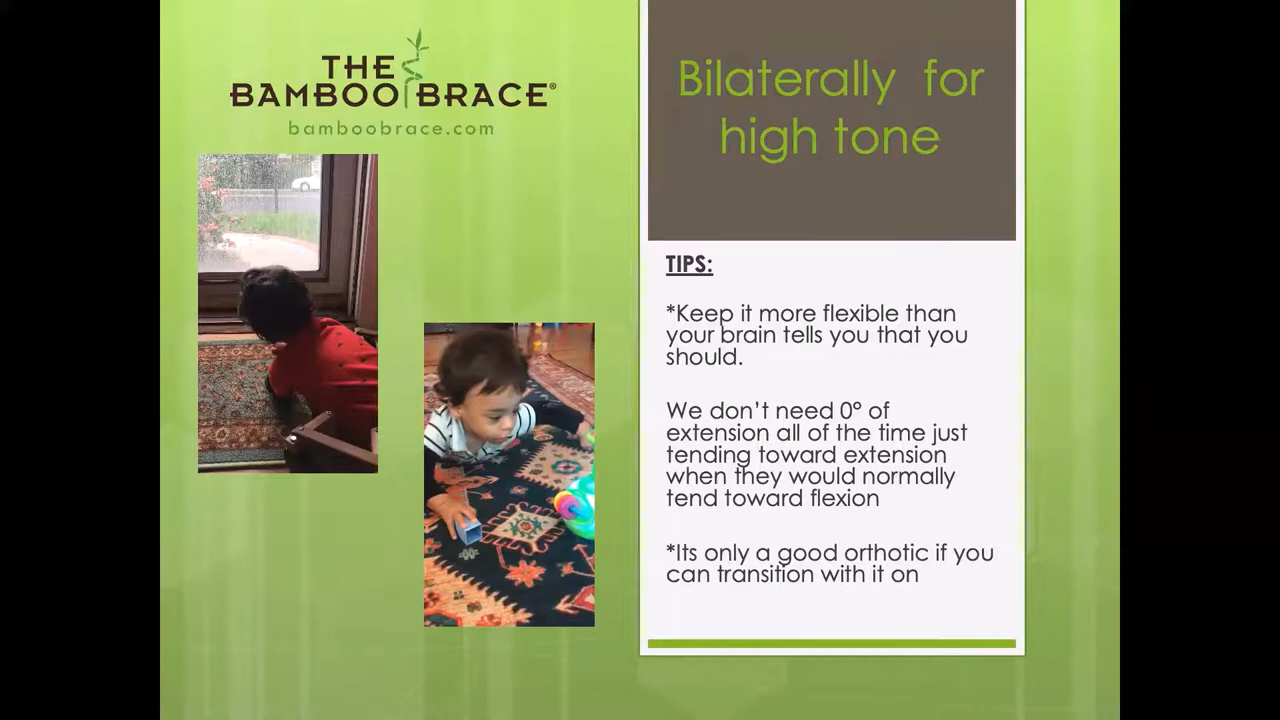 THE
BAMBOO BRACE®
bamboobrace.com
Bilaterally for
high tone
TIPS:
*Keep it more flexible than
your brain tells you that you
should.
We don't need 0° of
extension all of the time just
tending toward extension
when they would normally
tend toward flexion
*Its only a good orthotic if you
can transition with it on